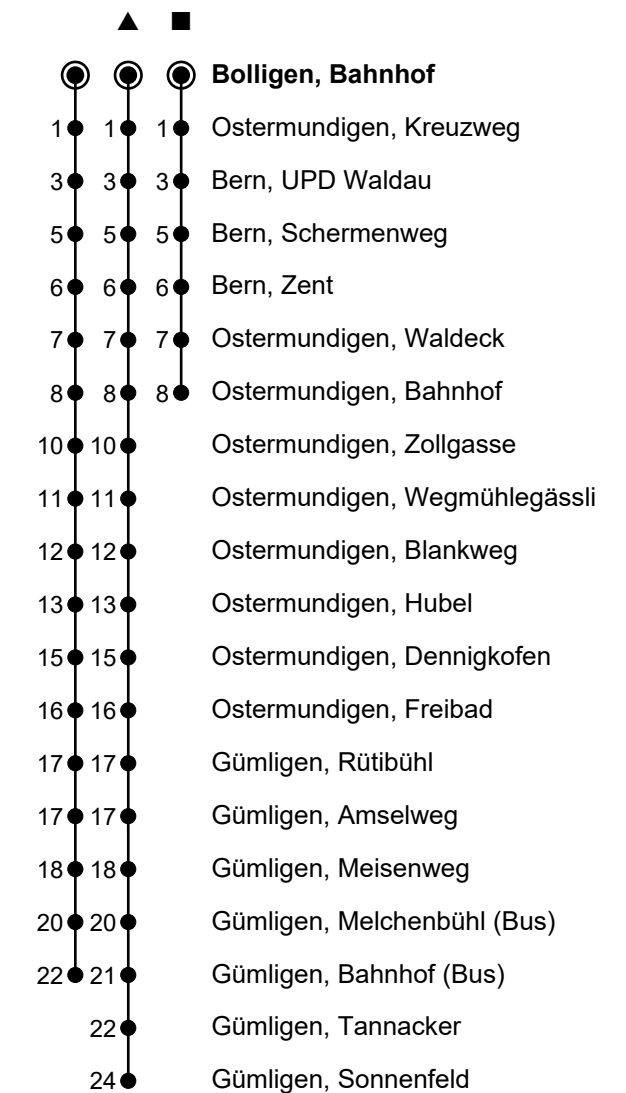 ▲ ■
Bolligen, Bahnhof
1 1 1 Ostermundigen, Kreuzweg
3 3 3 Bern, UPD Waldau
5 5 5 Bern, Schermenweg
6 6 6 Bern, Zent
7 7 7 Ostermundigen, Waldeck
8 8 8 Ostermundigen, Bahnhof
10 10 Ostermundigen, Zollgasse
11 11 Ostermundigen, Wegmühlegässli
12 12 Ostermundigen, Blankweg
13 13 Ostermundigen, Hubel
15 15 Ostermundigen, Dennigkofen
16 16 Ostermundigen, Freibad
17 17 Gümligen, Rütibühl
17 17 Gümligen, Amselweg
18 18 Gümligen, Meisenweg
20 20 Gümligen, Melchenbühl (Bus)
22 21 Gümligen, Bahnhof (Bus)
22 Gümligen, Tannacker
24 Gümligen, Sonnenfeld